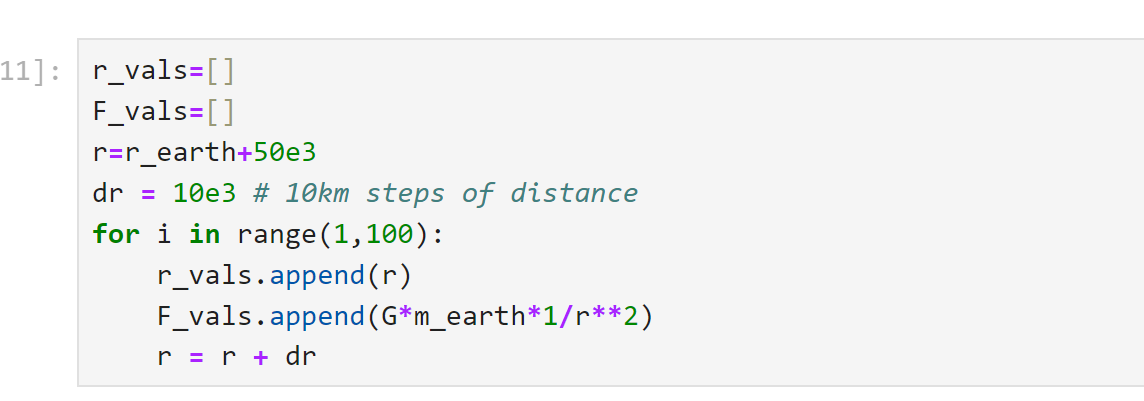 11]:
r_vals=[]
F_vals=[]
r=r_earth+50e3
dr = 10e3 # 10km steps of distance
for i in range(1,100):
    r_vals.append(r)
    F_vals.append(G*m_earth*1/r**2)
    r = r + dr